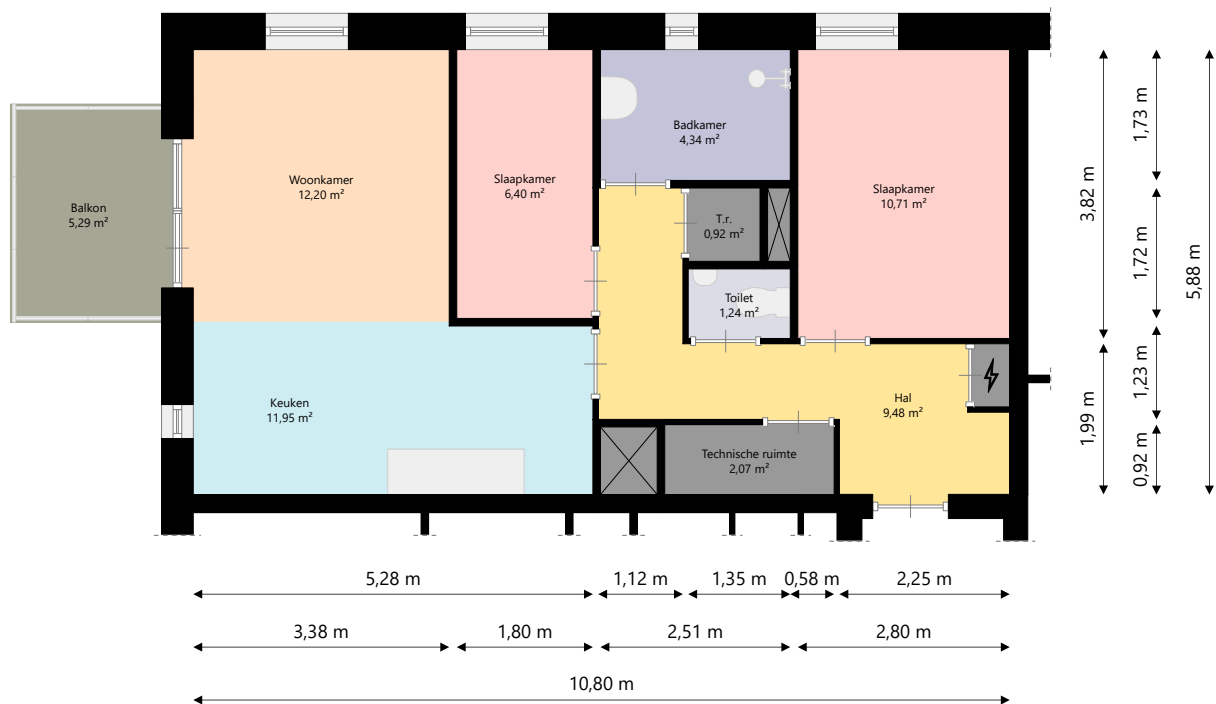 Woonkamer
12,20 m²
Slaapkamer
6,40 m²
Badkamer
4,34 m²
Slaapkamer
10,71 m²
Balkon
5,29 m²
T.r.
0,92 m²
Toilet
1,24 m²
Keuken
11,95 m²
Hal
9,48 m²
Technische ruimte
2,07 m²
3,82 m
1,99 m
1,73 m
1,72 m
1,23 m
0,92 m
5,88 m
5,28 m
1,12 m
1,35 m
0,58 m
2,25 m
3,38 m
1,80 m
2,51 m
2,80 m
10,80 m